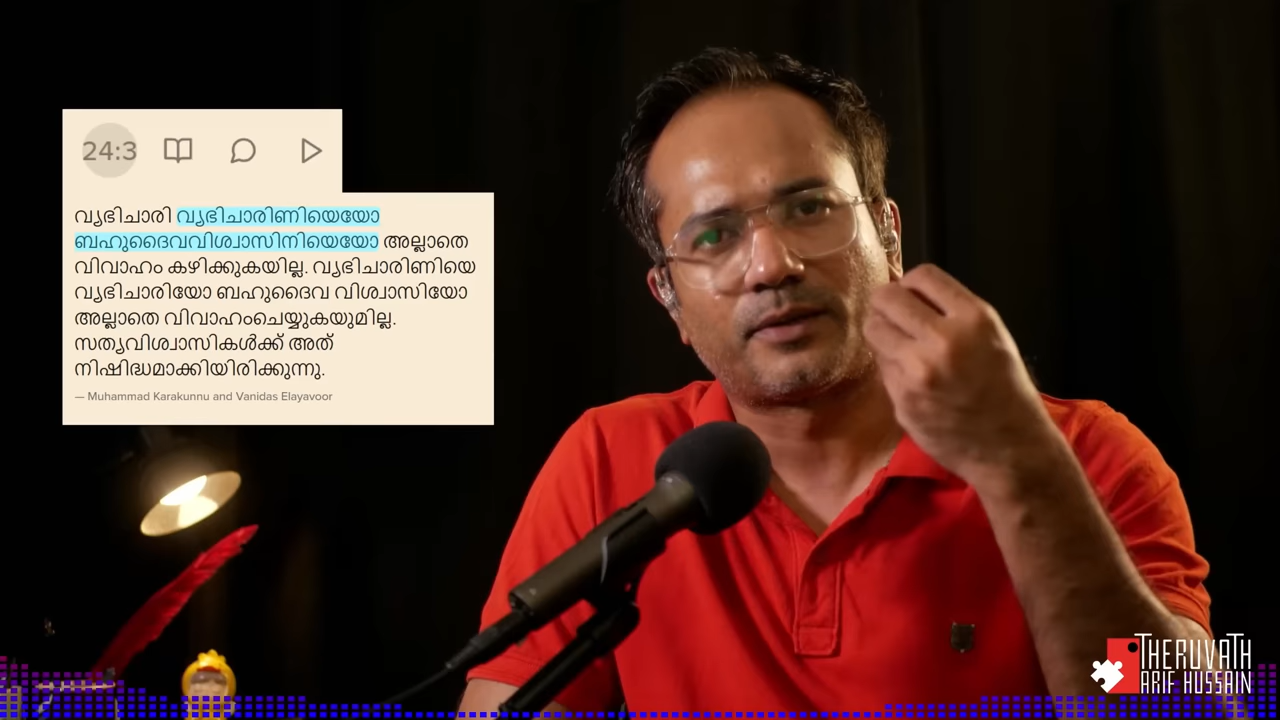 24:3
വ്യഭിചാരി വ്യഭിചാരിണിയെയോ
ബഹുദൈവവിശ്വാസിനിയെയോ അല്ലാതെ
വിവാഹം കഴിക്കുകയില്ല. വ്യഭിചാരിണിയെ
വ്യഭിചാരിയോ ബഹുദൈവ വിശ്വാസിയോ
അല്ലാതെ വിവാഹംചെയ്യുകയുമില്ല.
സത്യവിശ്വാസികൾക്ക് അത്
നിഷിദ്ധമാക്കിയിരിക്കുന്നു.
— Muhammad Karakunnu and Vanidas Elayavoor
THERUVATH
ARIF HUSSAIN